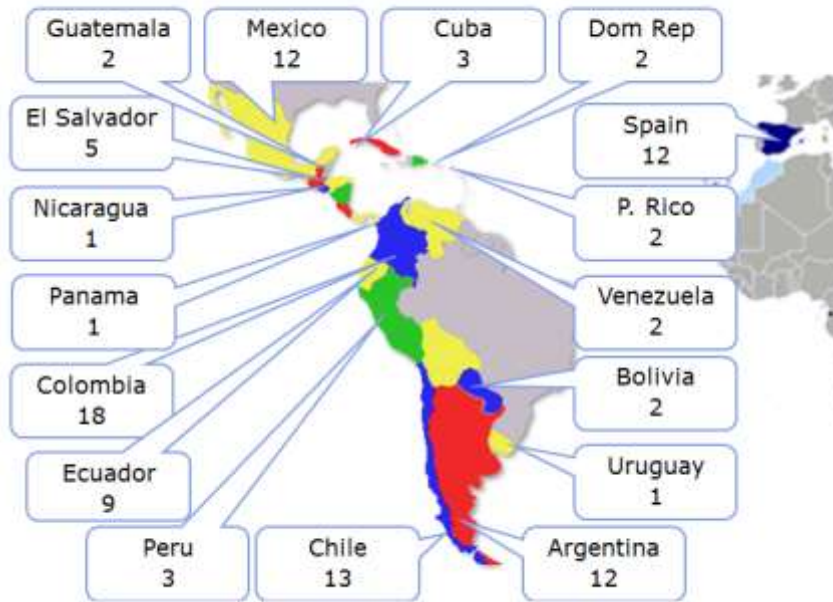 Guatemala
2
Mexico
12
Cuba
3
Dom Rep
2
El Salvador
5
Spain
12
Nicaragua
1
P. Rico
2
Panama
1
Venezuela
2
Colombia
18
Bolivia
2
Ecuador
9
Uruguay
1
Peru
3
Chile
13
Argentina
12